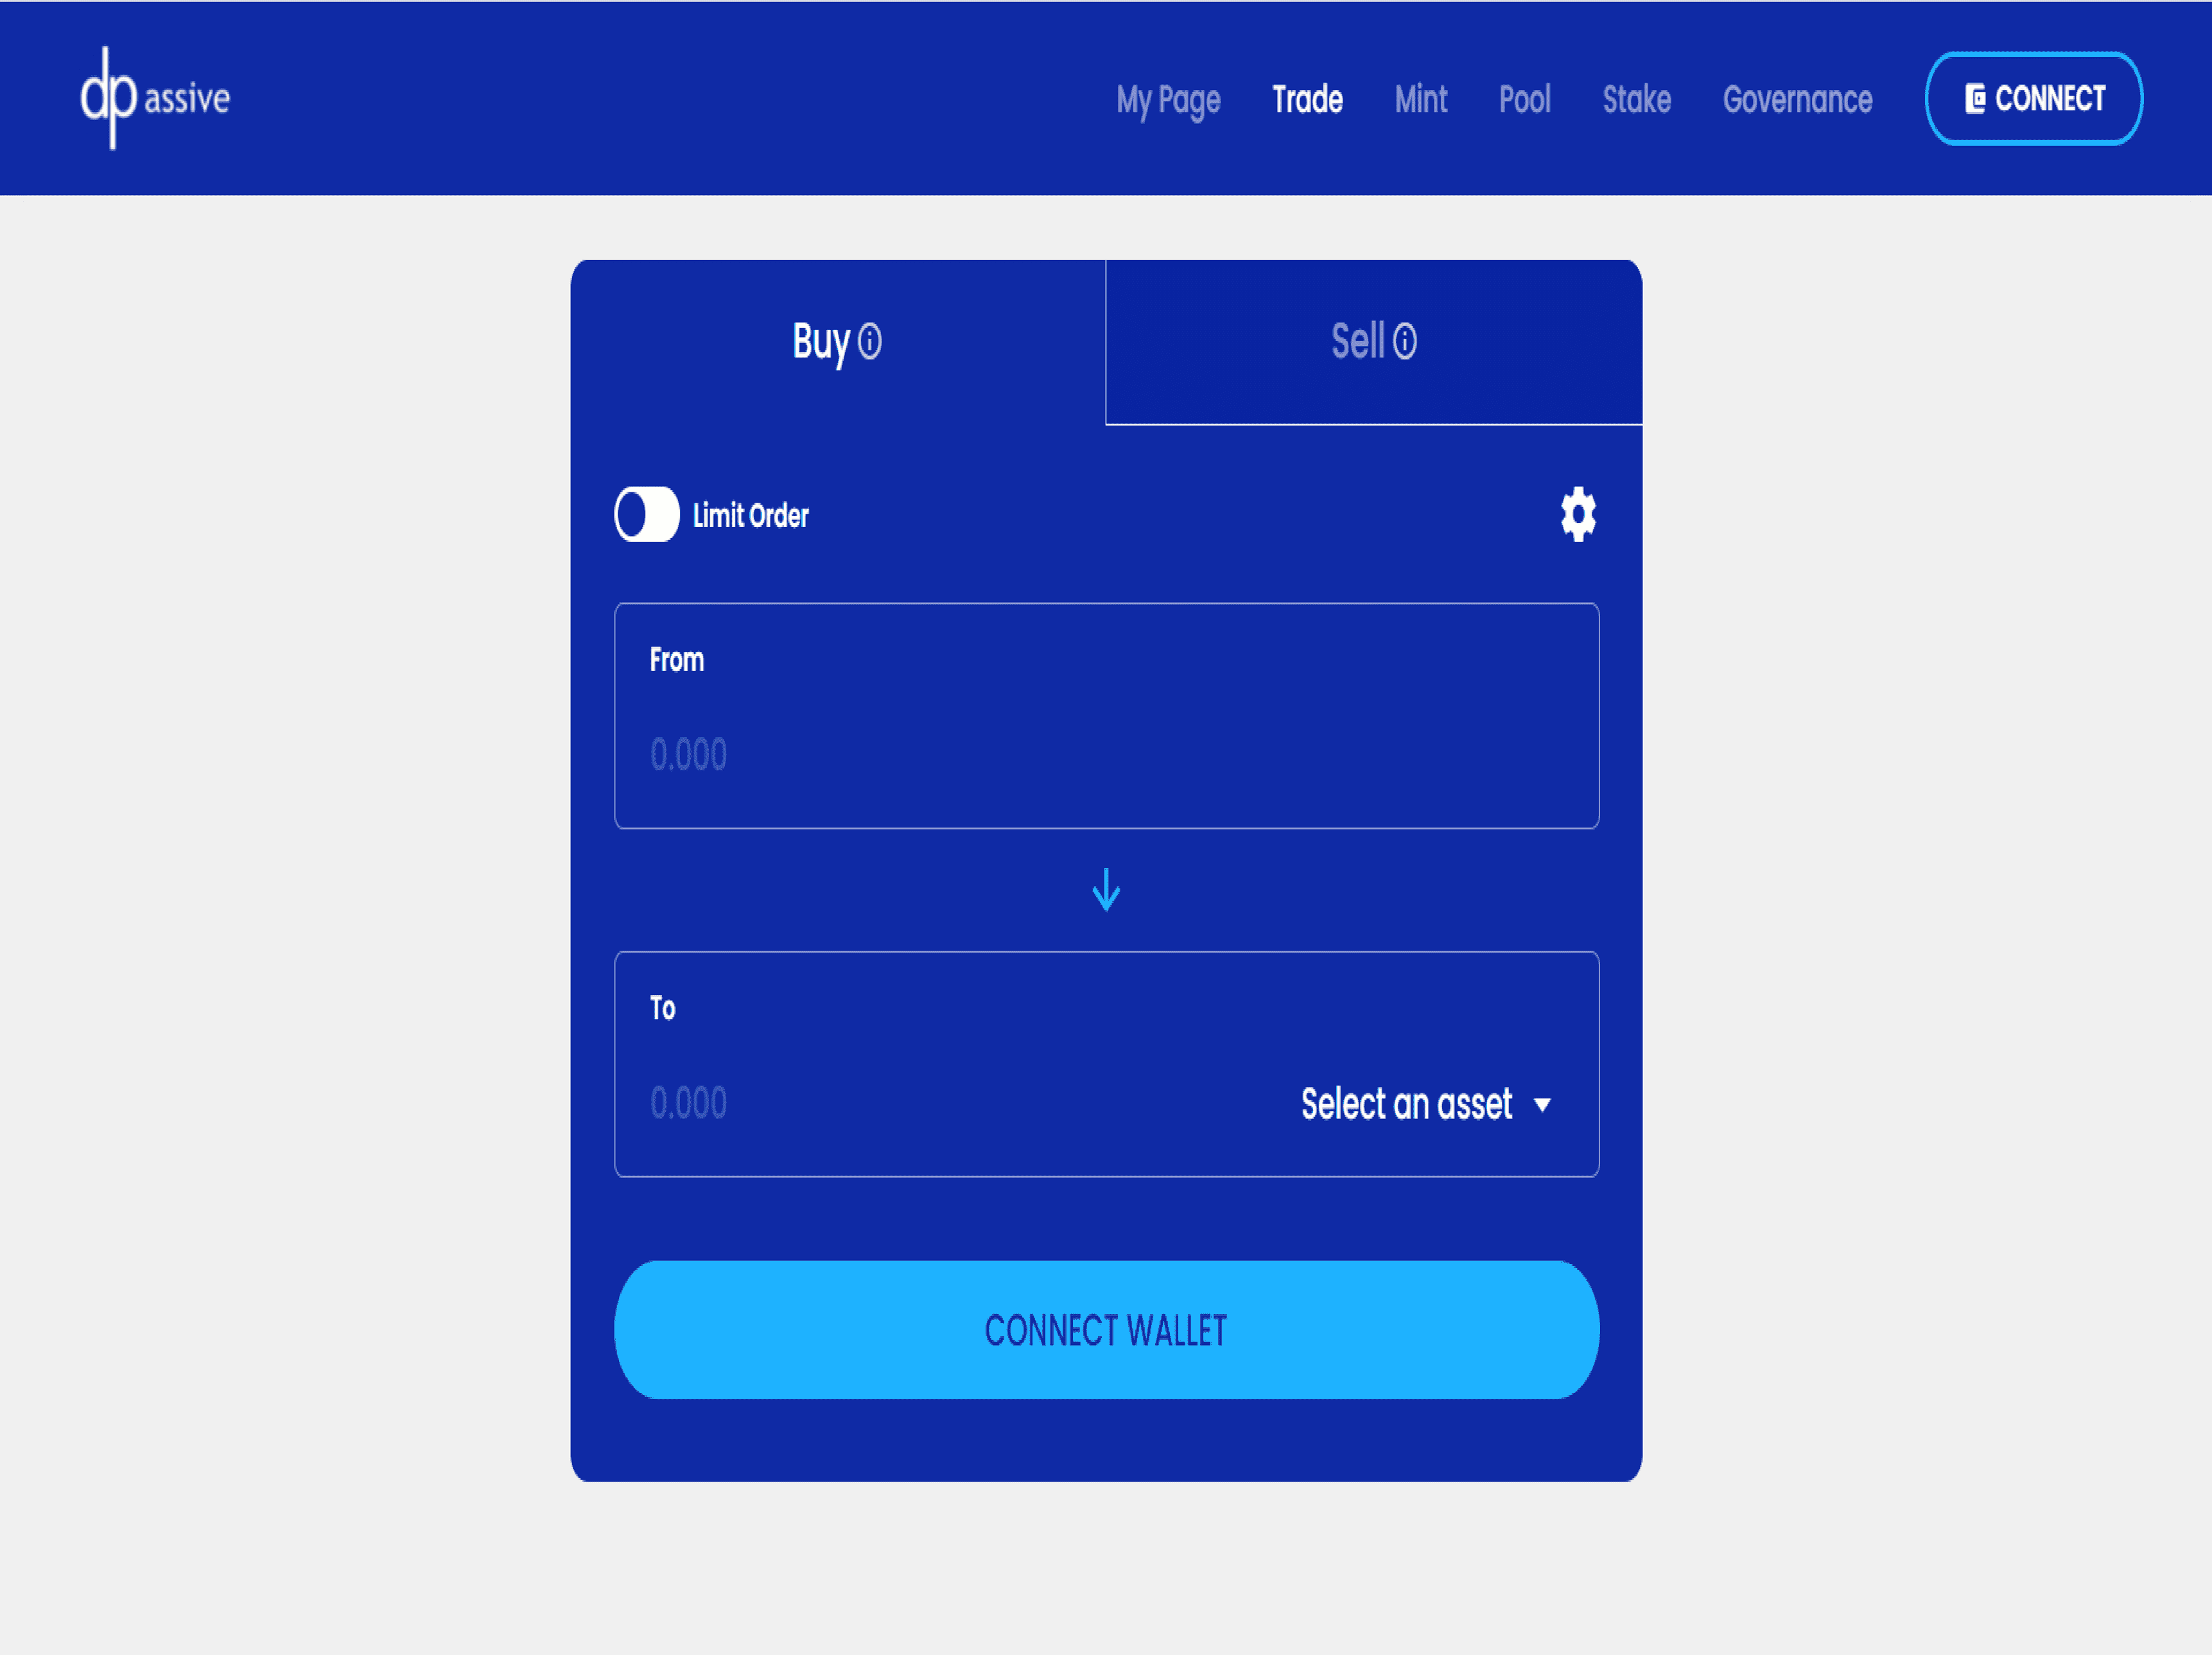 dp assive
My Page Trade Mint Pool Stake Governance CONNECT
Buy Sell
Limit Order
From
0.000
To
0.000 Select an asset
CONNECT WALLET